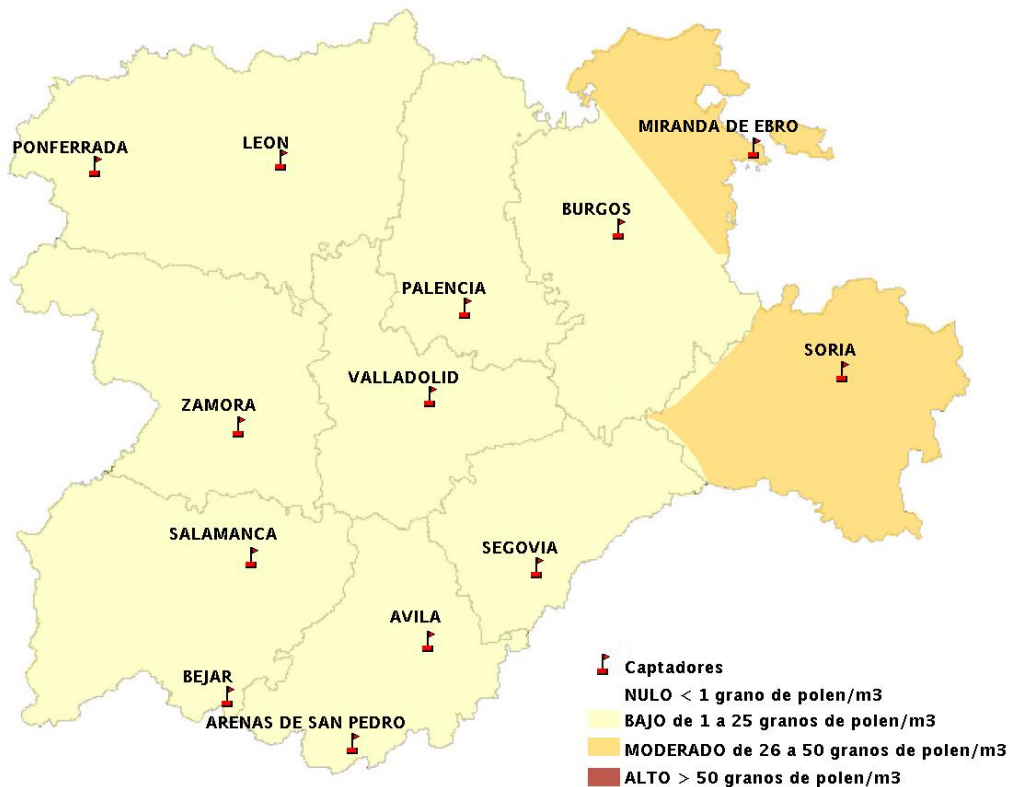 MIRANDA DE EBRO
PONFERRADA
LEON
BURGOS
PALENCIA
SORIA
VALLADOLID
ZAMORA
SALAMANCA
SEGOVIA
AVILA
BEJAR
ARENAS DE SAN PEDRO
Captadores
NULO < 1 grano de polen/m3
BAJO de 1 a 25 granos de polen/m3
MODERADO de 26 a 50 granos de polen/m3
ALTO > 50 granos de polen/m3